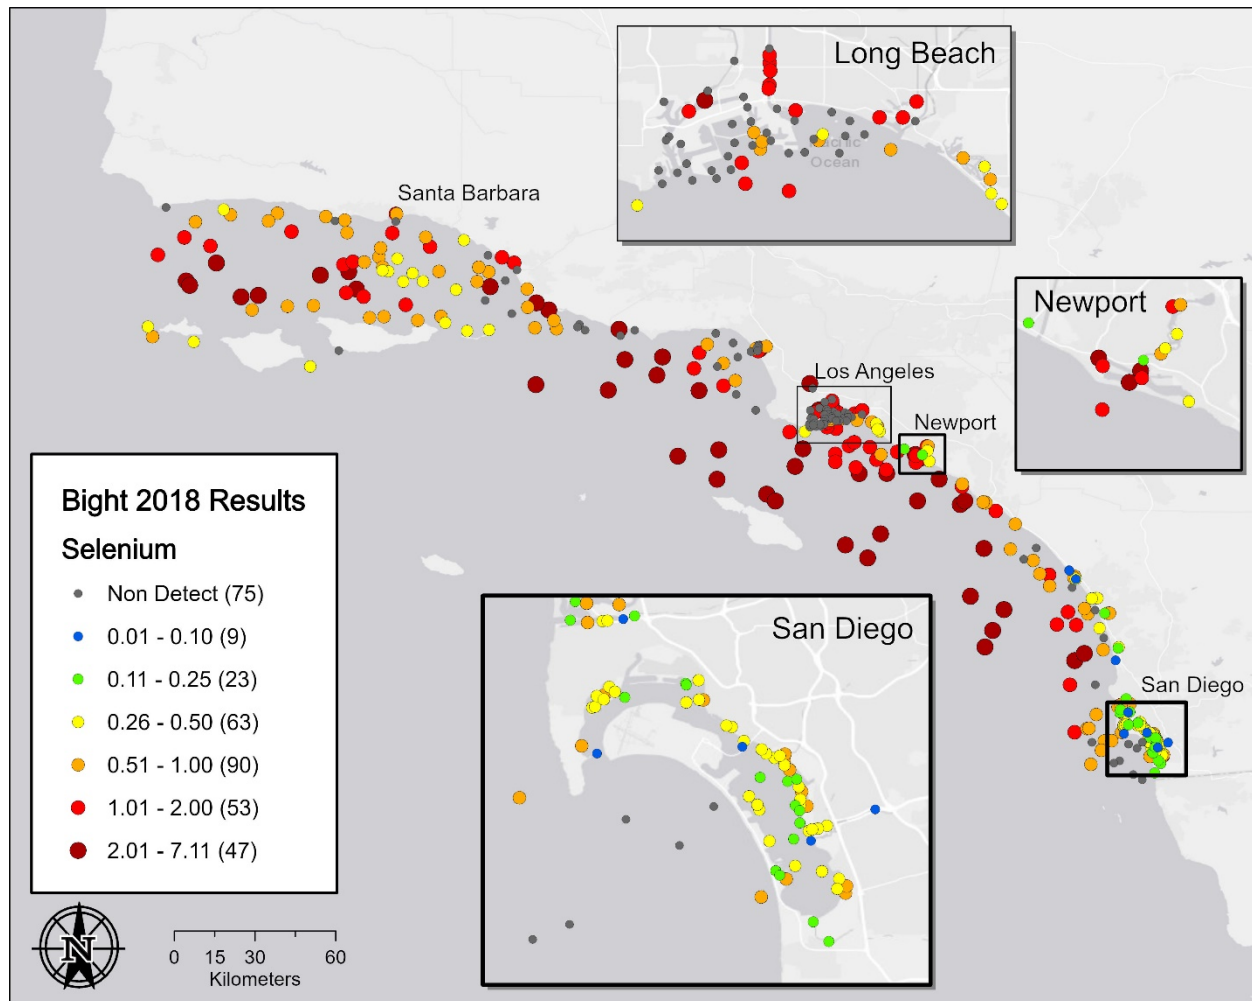 Long Beach
Pacific
Ocean
Santa Barbara
Newport
Los Angeles
Newport
Bight 2018 Results
Selenium
Non Detect (75)
0.01 - 0.10 (9)
0.11 - 0.25 (23)
0.26 - 0.50 (63)
0.51 - 1.00 (90)
1.01 - 2.00 (53)
2.01 - 7.11 (47)
San Diego
San Diego
N
0 15 30 60
Kilometers